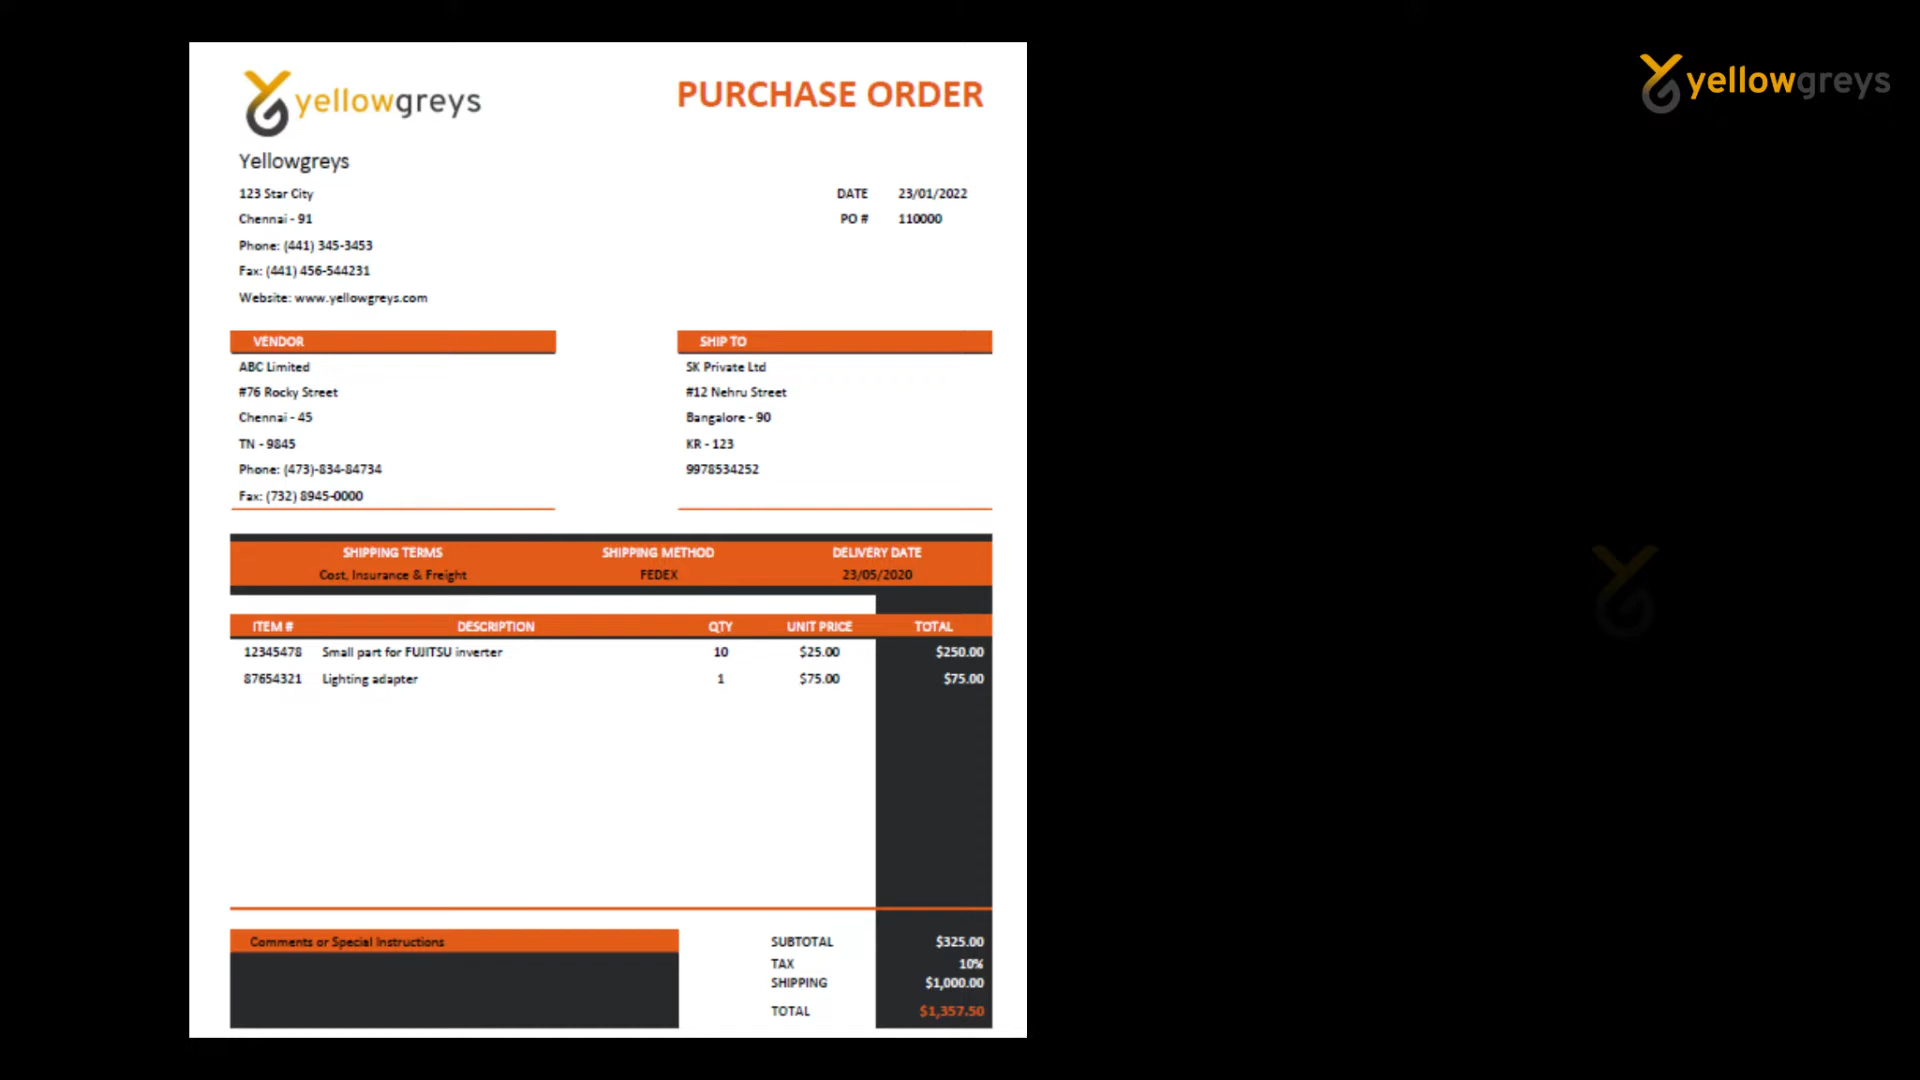 yellowgreys
PURCHASE ORDER
yellowgreys
Yellowgreys
123 Star City
DATE 23/01/2022
Chennai - 91
PO # 110000
Phone: (441) 345-3453
Fax: (441) 456-544231
Website: www.yellowgreys.com
VENDOR
SHIP TO
ABC Limited
SK Private Ltd
#76 Rocky Street
#12 Nehru Street
Chennai - 45
Bangalore - 90
TN - 9845
KR - 123
Phone: (473)-834-84734
9978534252
Fax: (732) 8945-0000
SHIPPING TERMS SHIPPING METHOD DELIVERY DATE
Cost, Insurance & Freight FEDEX 23/05/2020
ITEM # DESCRIPTION QTY UNIT PRICE TOTAL
12345478 Small part for FUJITSU inverter 10 $25.00 $250.00
87654321 Lighting adapter 1 $75.00 $75.00
Comments or Special Instructions
SUBTOTAL $325.00
TAX 10%
SHIPPING $1,000.00
TOTAL $1,357.50